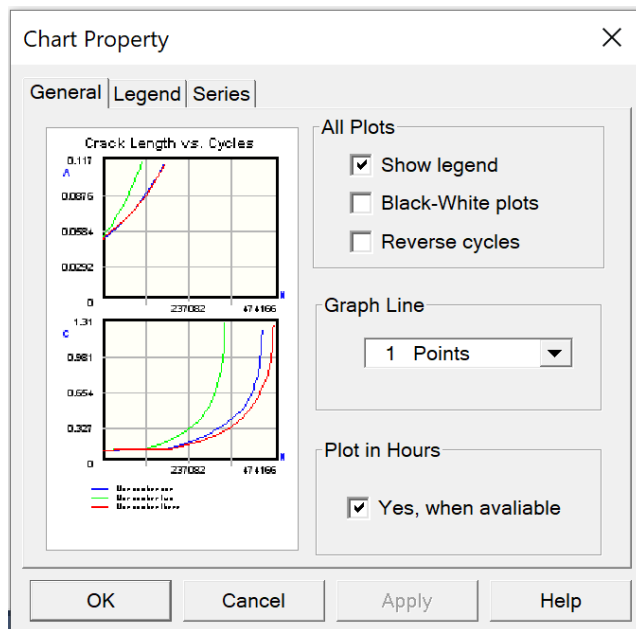 Chart Property
General Legend Series
Crack Length vs. Cycles
0.117
A
0.0876
0.0584
0.0292
0
237082 474166
N
1.31
C
0.981
0.654
0.327
0
237082 474166
N
All Plots
Show legend
Black-White plots
Reverse cycles
Graph Line
1 Points
Plot in Hours
Yes, when avaliable
OK Cancel Apply Help